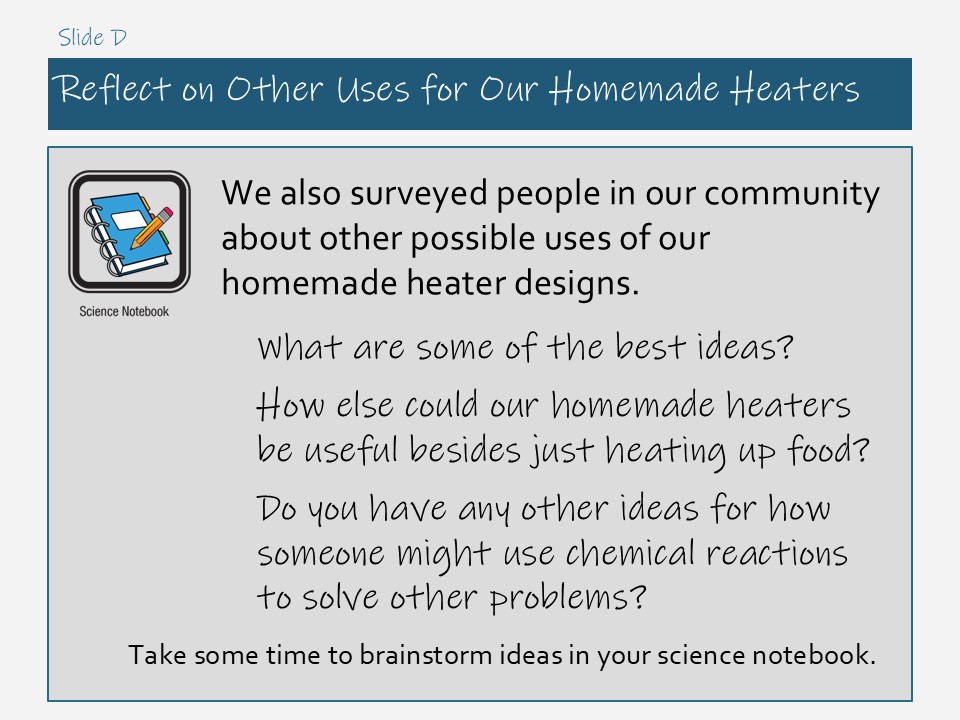 Slide D
Reflect on Other Uses for Our Homemade Heaters
We also surveyed people in our community
about other possible uses of our
homemade heater designs.
Science Notebook
What are some of the best ideas?
How else could our homemade heaters
be useful besides just heating up food?
Do you have any other ideas for how
someone might use chemical reactions
to solve other problems?
Take some time to brainstorm ideas in your science notebook.